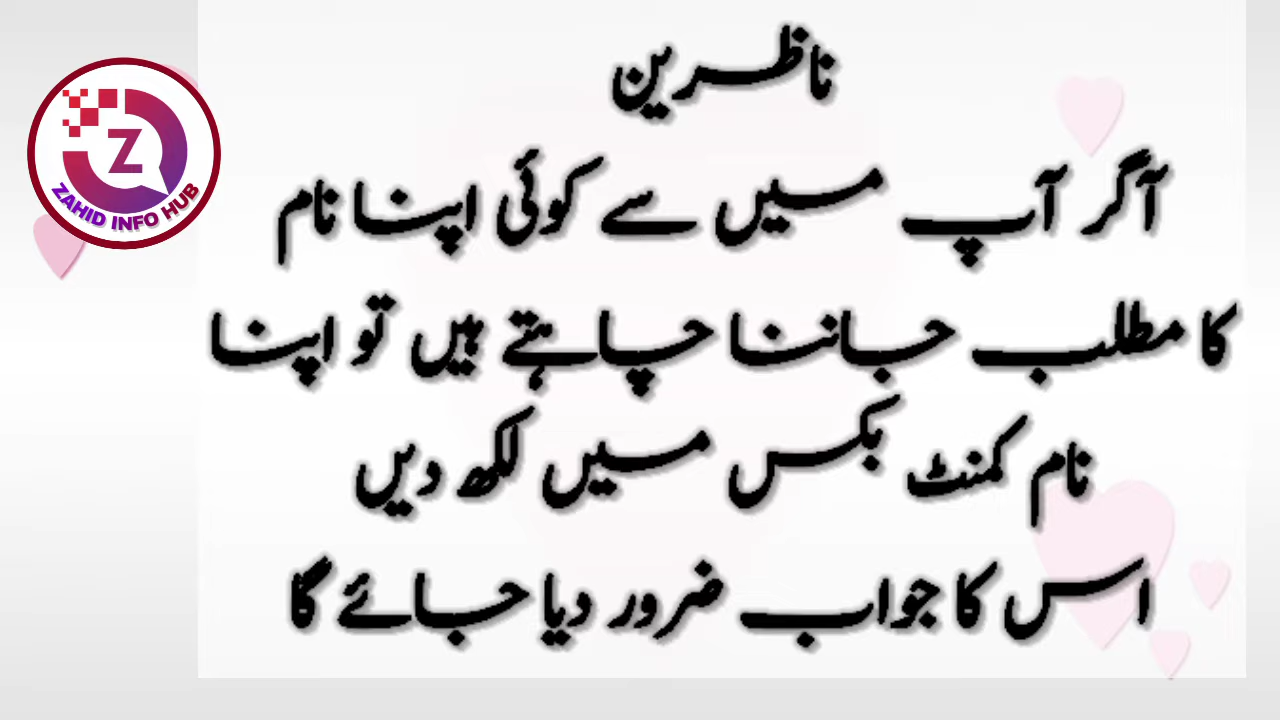 ناظرین
آگر آپ میں سے کوئی اپنا نام
کا مطلب جاننا چاہتے ہیں تو اپنا
نام کمنٹ بکس میں لکھ دیں
اس کا جواب ضرور دیا جائے گا
Z
ZAHID INFO HUB